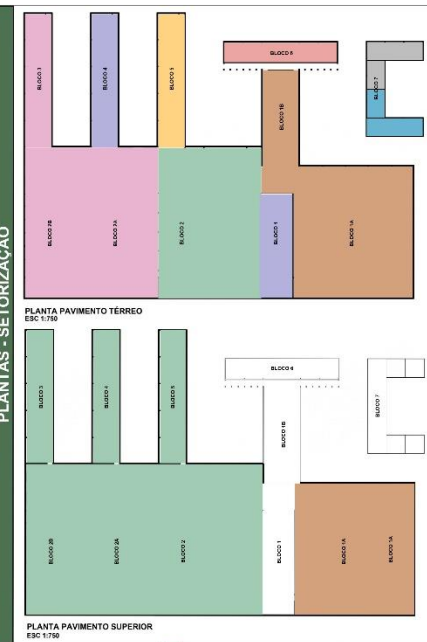 PLANTAS - SETORIZAÇÃO
BLOCO 3
BLOCO 4
BLOCO 5
BLOCO 6
BLOCO 7
BLOCO 1B
BLOCO 2B
BLOCO 2A
BLOCO 2
BLOCO 1
BLOCO 1A
PLANTA PAVIMENTO TÉRREO
ESC 1:750
BLOCO 3
BLOCO 4
BLOCO 5
BLOCO 6
BLOCO 7
BLOCO 1B
BLOCO 2B
BLOCO 2A
BLOCO 2
BLOCO 1
BLOCO 1A
BLOCO 1A
PLANTA PAVIMENTO SUPERIOR
ESC 1:750